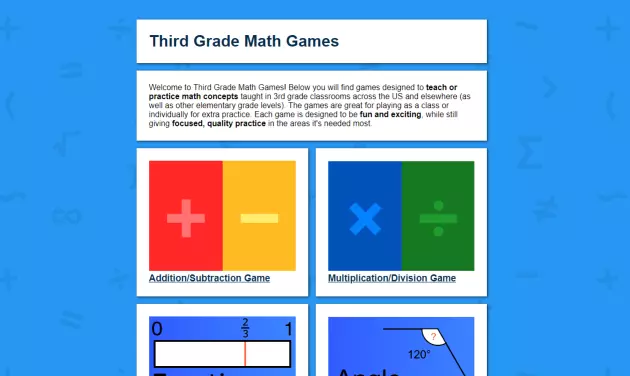 Third Grade Math Games
Welcome to Third Grade Math Games! Below you will find games designed to teach or
practice math concepts taught in 3rd grade classrooms across the US and elsewhere (as
well as other elementary grade levels). The games are great for playing as a class or
individually for extra practice. Each game is designed to be fun and exciting, while still
giving focused, quality practice in the areas it's needed most.
+ −
× ÷
Addition/Subtraction Game
Multiplication/Division Game
0 2/3 1
?
120°
Angle